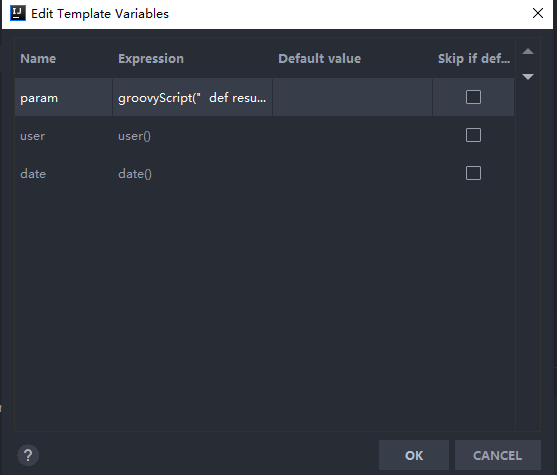 IJ Edit Template Variables
Name Expression Default value Skip if def...
param groovyScript(" def resu...
user user()
date date()
? OK CANCEL